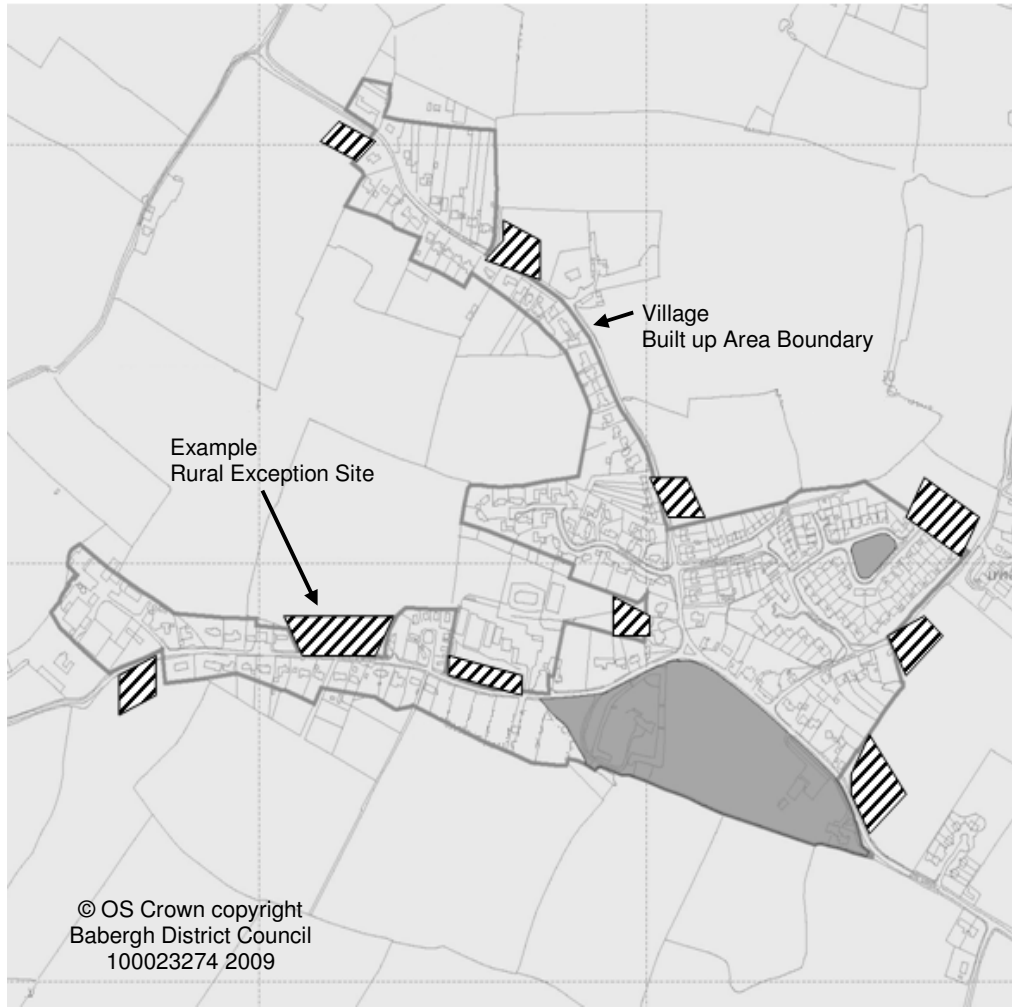 Village
Built up Area Boundary
Example
Rural Exception Site
© OS Crown copyright
Babergh District Council
100023274 2009